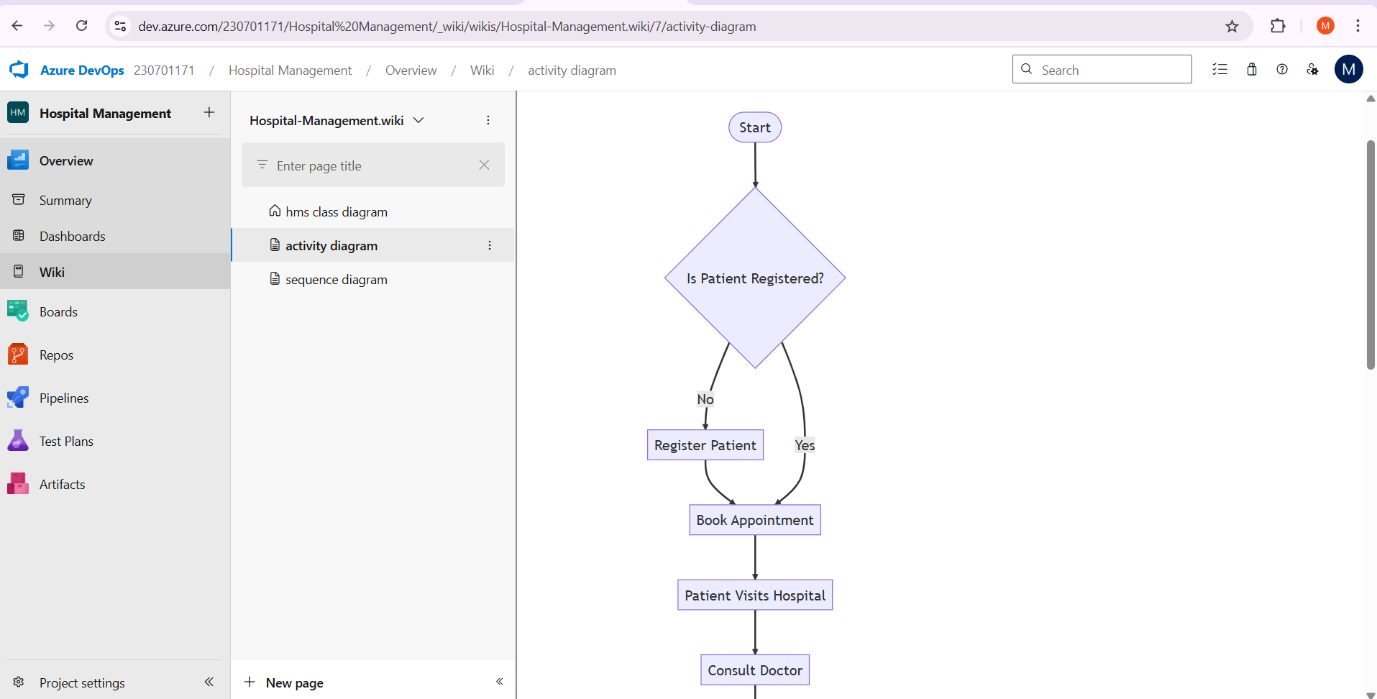 dev.azure.com/230701171/Hospital%20Management/_wiki/wikis/Hospital-Management.wiki/7/activity-diagram
M
Azure DevOps 230701171 / Hospital Management / Overview / Wiki / activity diagram
Search
M
HM Hospital Management
Overview
Summary
Dashboards
Wiki
Boards
Repos
Pipelines
Test Plans
Artifacts
Project settings
Hospital-Management.wiki
Enter page title
hms class diagram
activity diagram
sequence diagram
New page
Start
Is Patient Registered?
No
Register Patient
Yes
Book Appointment
Patient Visits Hospital
Consult Doctor